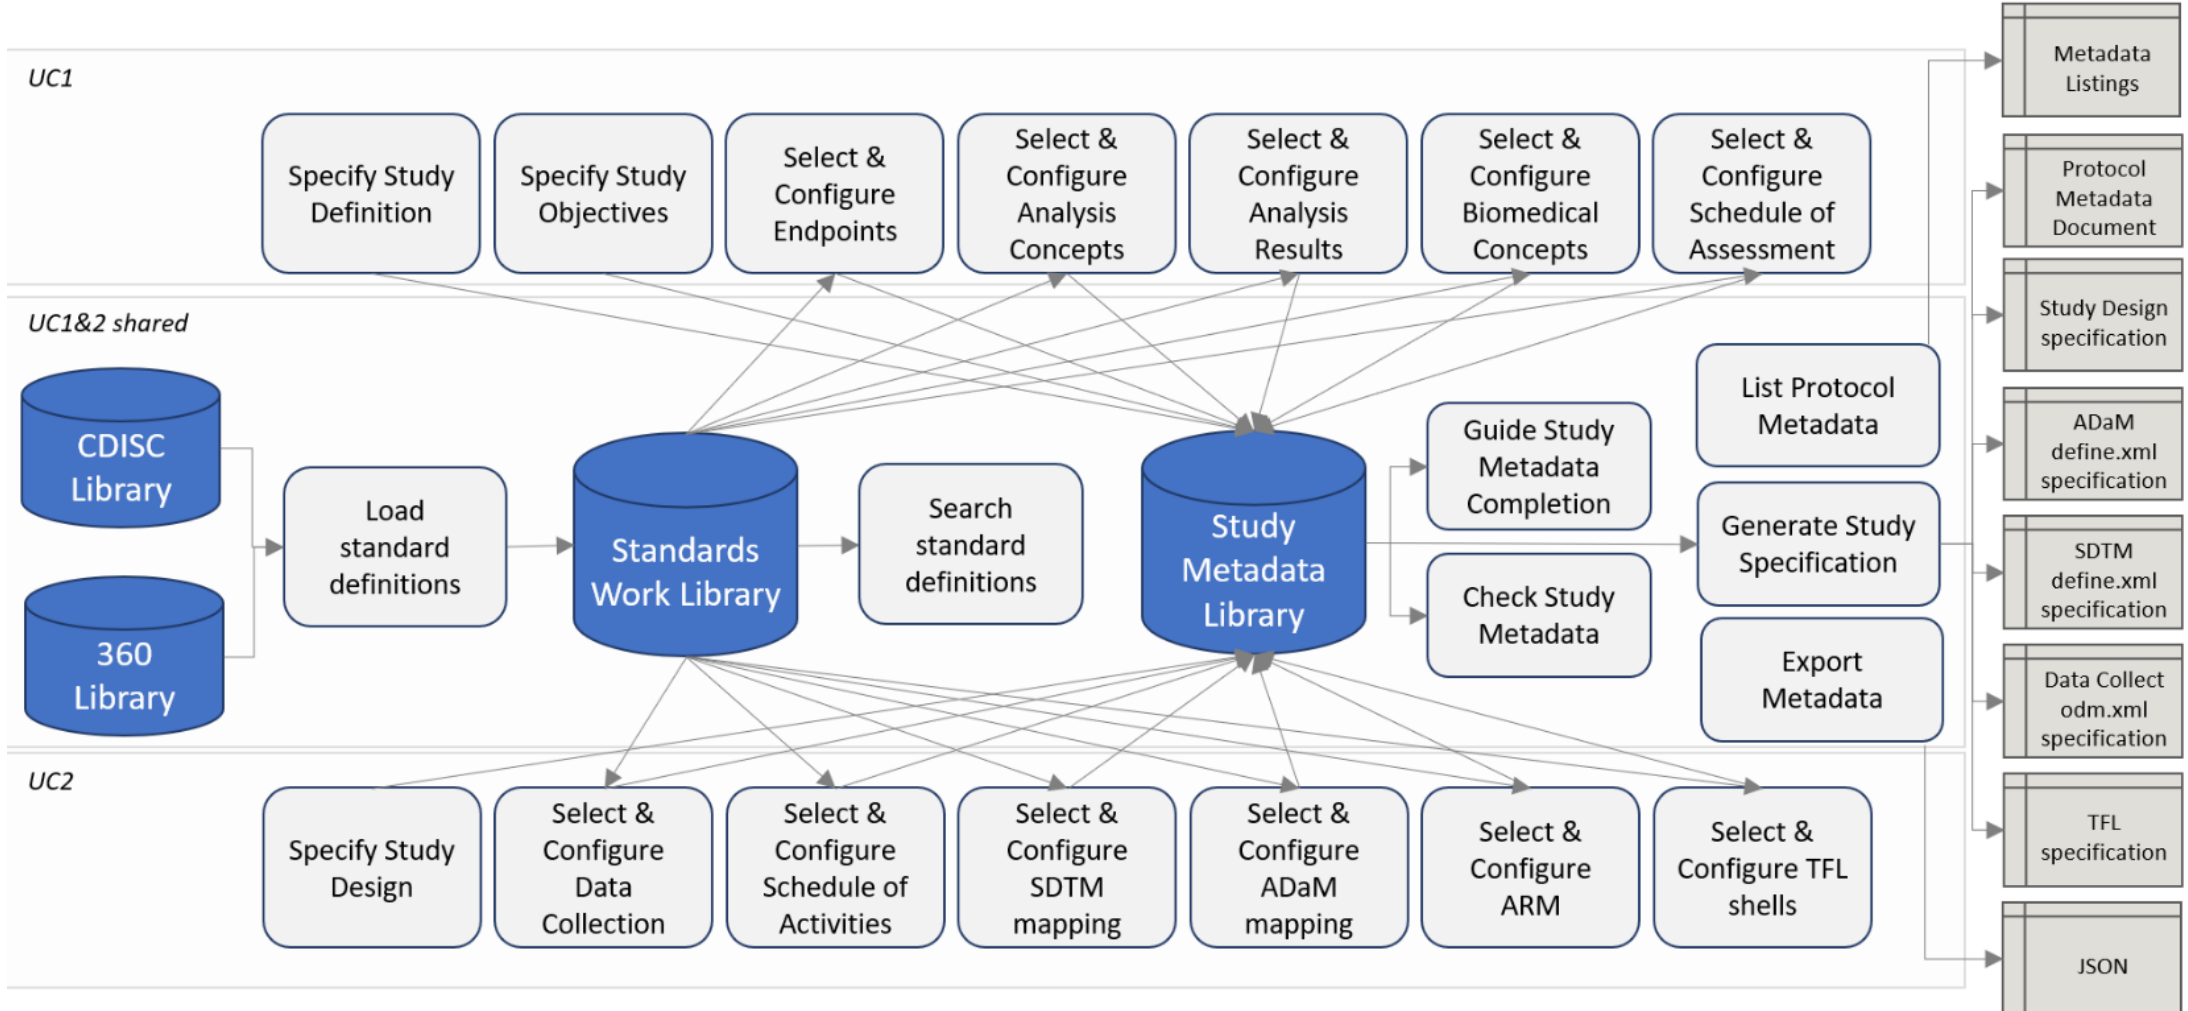 UC1
Specify Study
Definition
Specify Study
Objectives
Select &
Configure
Endpoints
Select &
Configure
Analysis
Concepts
Select &
Configure
Analysis
Results
Select &
Configure
Biomedical
Concepts
Select &
Configure
Schedule of
Assessment
UC1&2 shared
CDISC
Library
360
Library
Load
standard
definitions
Standards
Work Library
Search
standard
definitions
Study
Metadata
Library
Guide Study
Metadata
Completion
Check Study
Metadata
List Protocol
Metadata
Generate Study
Specification
Export
Metadata
UC2
Specify Study
Design
Select &
Configure
Data
Collection
Select &
Configure
Schedule of
Activities
Select &
Configure
SDTM
mapping
Select &
Configure
ADaM
mapping
Select &
Configure
ARM
Select &
Configure TFL
shells
Metadata
Listings
Protocol
Metadata
Document
Study Design
specification
ADaM
define.xml
specification
SDTM
define.xml
specification
Data Collect
odm.xml
specification
TFL
specification
JSON